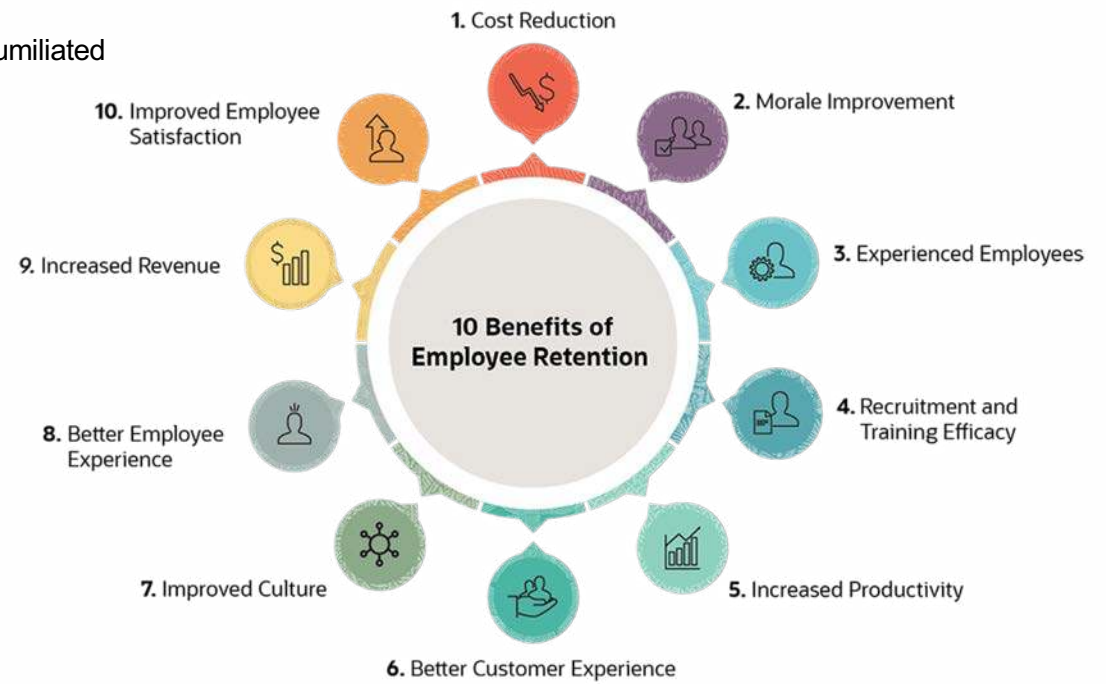 umiliated
1. Cost Reduction
2. Morale Improvement
3. Experienced Employees
4. Recruitment and
Training Efficacy
5. Increased Productivity
6. Better Customer Experience
7. Improved Culture
8. Better Employee
Experience
9. Increased Revenue
10. Improved Employee
Satisfaction
10 Benefits of
Employee Retention
$
$